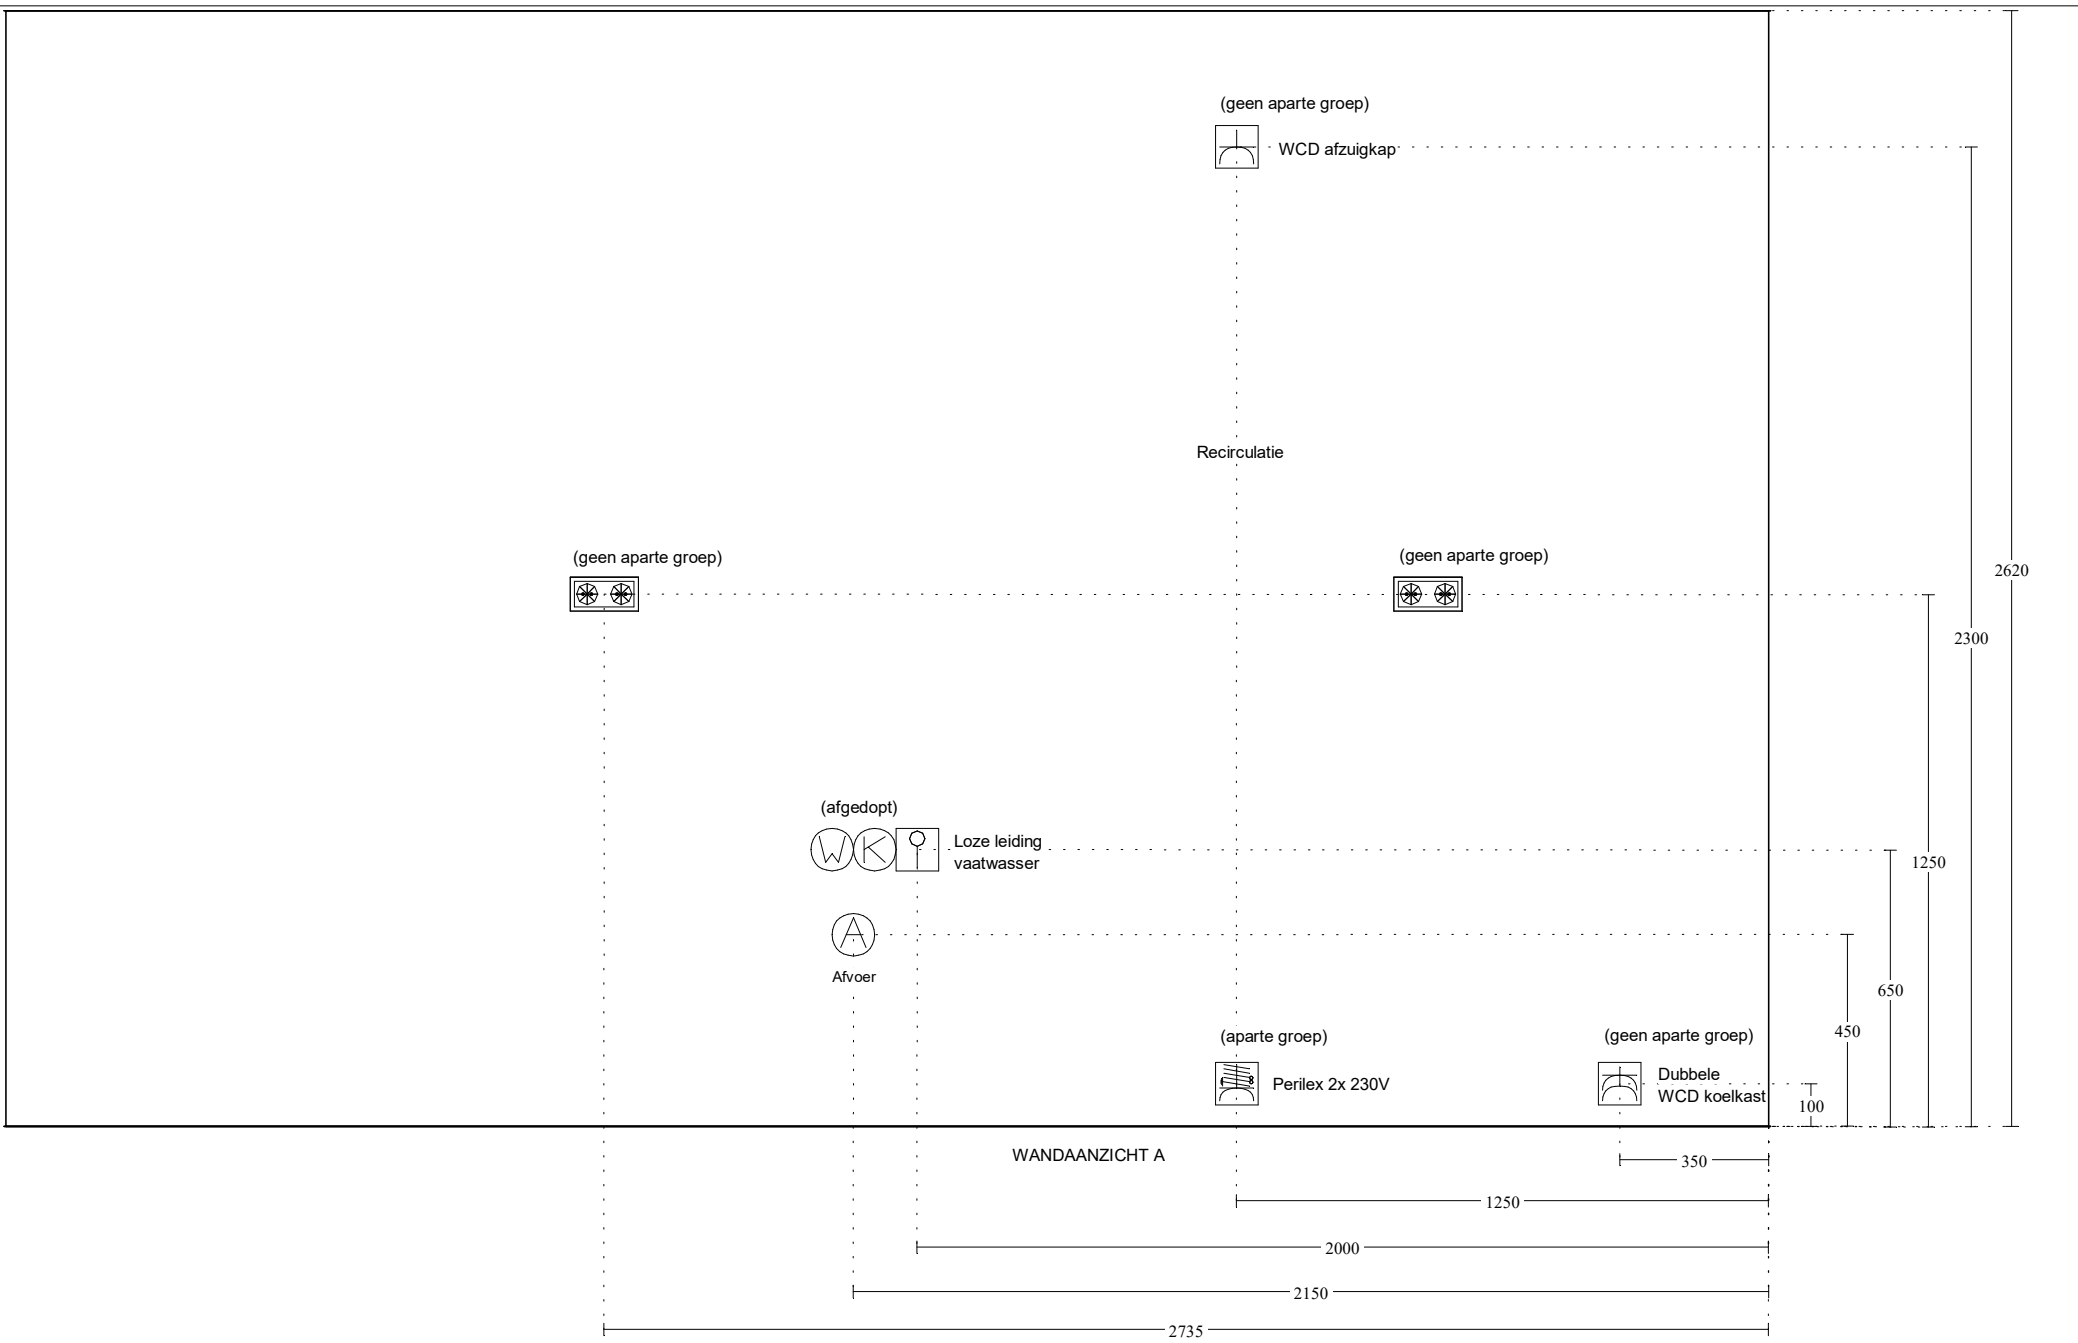 (geen aparte groep)
WCD afzuigkap
Recirculatie
(geen aparte groep)
(geen aparte groep)
2620
2300
(afgedopt)
W K
Loze leiding
vaatwasser
1250
A
Afvoer
650
450
(aparte groep)
(geen aparte groep)
Perilex 2x 230V
Dubbele
WCD koelkast
100
WANDAANZICHT A
350
1250
2000
2150
2735